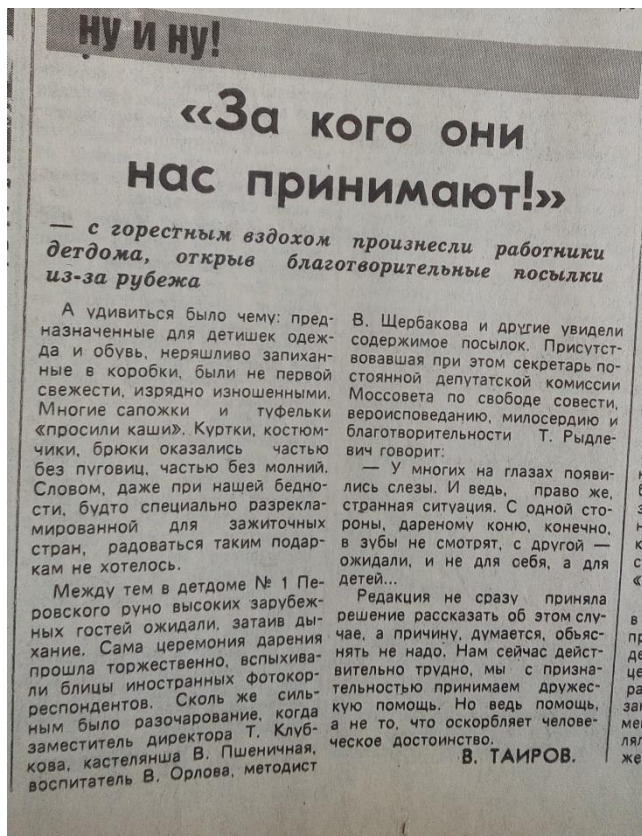 ну и ну!
«За кого они
нас принимают!»
— с горестным вздохом произнесли работники
детдома, открыв благотворительные посылки
из-за рубежа
А удивиться было чему: пред-
назначенные для детишек одеж-
да и обувь, неряшливо запихан-
ные в коробки, были не первой
свежести, изрядно изношенными.
Многие сапожки и туфельки
«просили каши». Куртки, костюм-
чики, брюки оказались частью
без пуговиц, частью без молний.
Словом, даже при нашей бедно-
сти, будто специально разрекла-
мированной для зажиточных
стран, радоваться таким подар-
кам не хотелось.
Между тем в детдоме № 1 Пе-
ровского руно высоких зарубеж-
ных гостей ожидали, затаив ды-
хание. Сама церемония дарения
прошла торжественно, вспыхива-
ли блицы иностранных фотокор-
респондентов. Сколь же силь-
ным было разочарование, когда
заместитель директора Т. Клуб-
кова, кастелянша В. Пшеничная,
воспитатель В. Орлова, методист
В. Щербакова и другие увидели
содержимое посылок. Присутст-
вовавшая при этом секретарь по-
стоянной депутатской комиссии
Моссовета по свободе совести,
вероисповеданию, милосердию и
благотворительности Т. Рыдле-
вич говорит:
— У многих на глазах появи-
лись слезы. И ведь, право же,
странная ситуация. С одной сто-
роны, дареному коню, конечно,
в зубы не смотрят, с другой —
ожидали, и не для себя, а для
детей...
Редакция не сразу приняла
решение рассказать об этом слу-
чае, а причину, думается, объяс-
нять не надо. Нам сейчас дейст-
вительно трудно, мы с призна-
тельностью принимаем дружес-
кую помощь. Но ведь помощь,
а не то, что оскорбляет челове-
ческое достоинство.
В. ТАИРОВ.